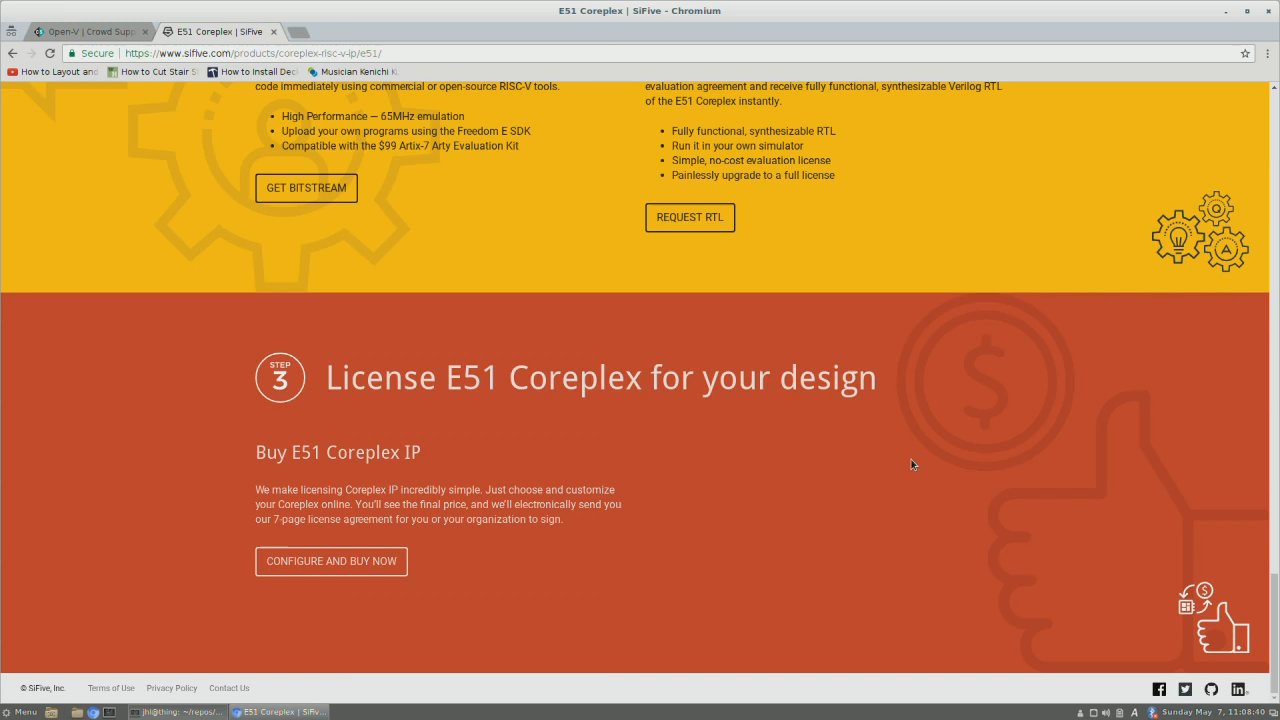 E51 Coreplex | SiFive - Chromium
Open-V | Crowd Supp
E51 Coreplex | SiFive
Secure
https://www.sifive.com/products/coreplex-risc-v-ip/e51/
How to Layout and
How to Cut Stair S
How to Install Dec
Musician Kenichi K
code immediately using commercial or open-source RISC-V tools.
High Performance — 65MHz emulation
Upload your own programs using the Freedom E SDK
Compatible with the $99 Artix-7 Arty Evaluation Kit
GET BITSTREAM
evaluation agreement and receive fully functional, synthesizable Verilog RTL
of the E51 Coreplex instantly.
Fully functional, synthesizable RTL
Run it in your own simulator
Simple, no-cost evaluation license
Painlessly upgrade to a full license
REQUEST RTL
STEP
3
License E51 Coreplex for your design
Buy E51 Coreplex IP
We make licensing Coreplex IP incredibly simple. Just choose and customize
your Coreplex online. You'll see the final price, and we'll electronically send you
our 7-page license agreement for you or your organization to sign.
CONFIGURE AND BUY NOW
© SiFive, Inc.
Terms of Use
Privacy Policy
Contact Us
Menu
jhl@thing: ~/repos/...
E51 Coreplex | SiFiv...
Sunday May 7, 11:08:40